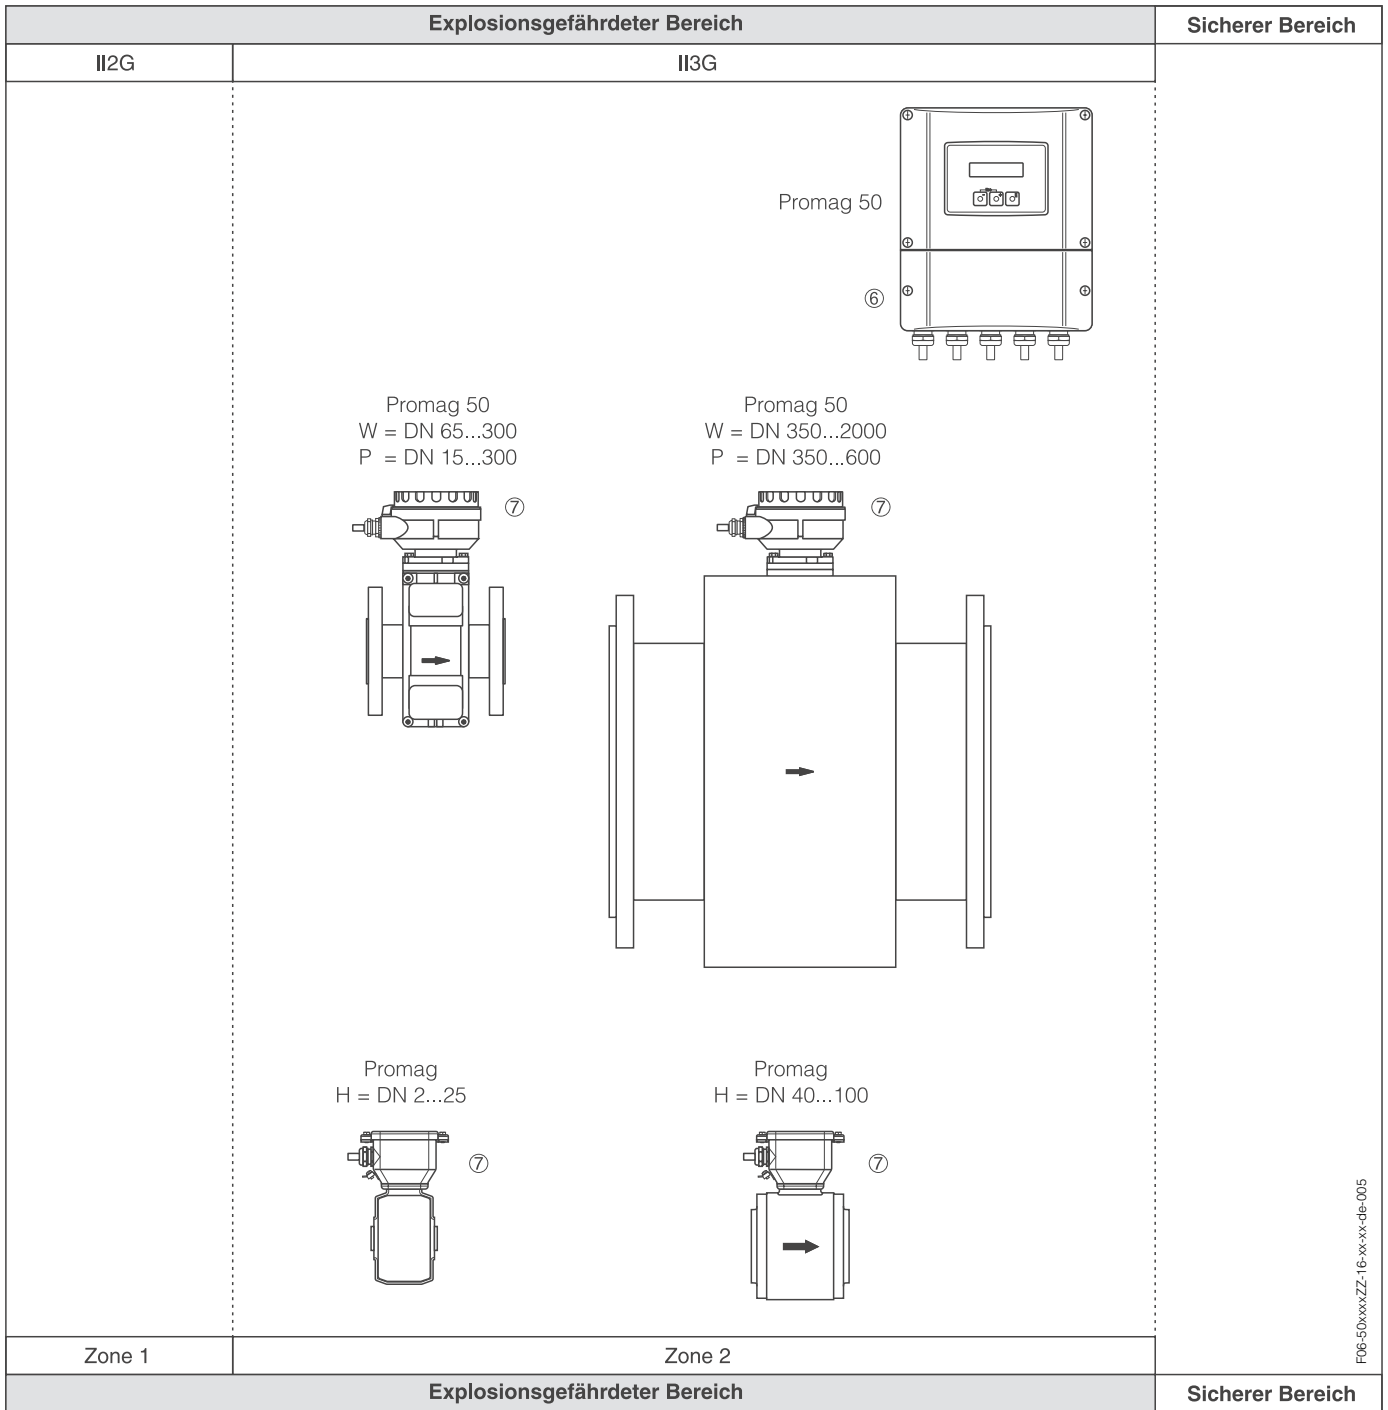 Explosionsgefährdeter Bereich
Sicherer Bereich
II2G
II3G
Promag 50
⑥
Promag 50
W = DN 65...300
P = DN 15...300
⑦
Promag 50
W = DN 350...2000
P = DN 350...600
⑦
Promag
H = DN 2...25
⑦
Promag
H = DN 40...100
⑦
F06-50xxxxZZ-16-xx-xx-de-005
Zone 1
Zone 2
Explosionsgefährdeter Bereich
Sicherer Bereich